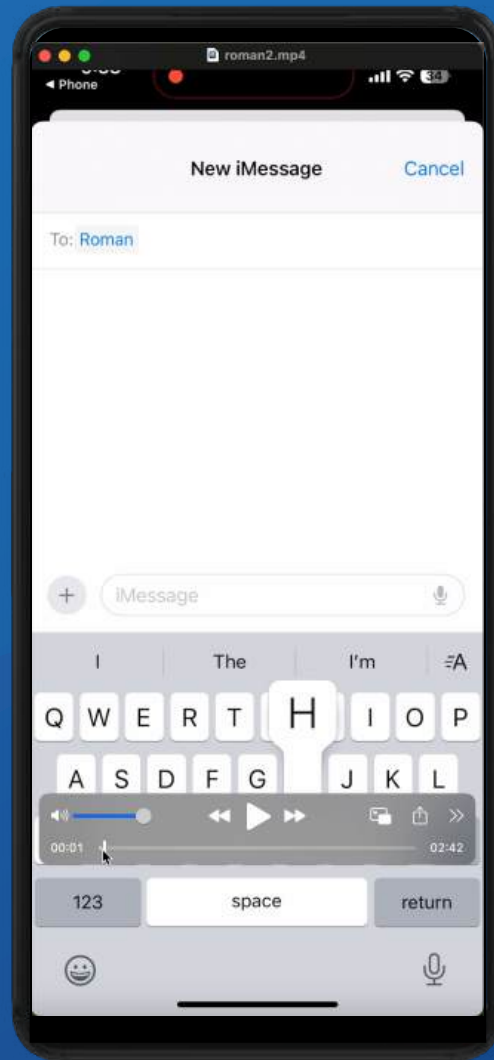 roman2.mp4
◀ Phone
34
New iMessage
Cancel
To: Roman
iMessage
I
The
I'm
A
Q W E R T H I O P
A S D F G J K L
00:01
02:42
123
space
return